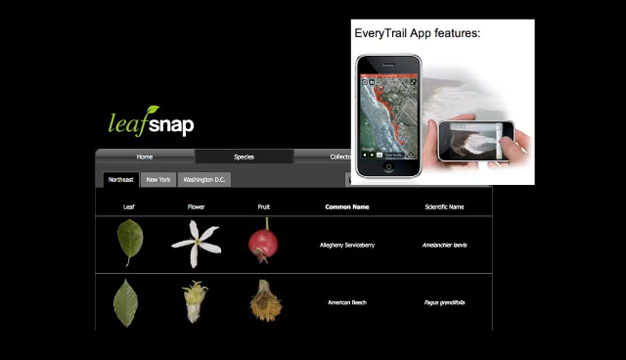 EveryTrail App features:
leafsnap
Home Species Collecto
Northeast New York Washington D.C.
Leaf Flower Fruit Common Name Scientific Name
Allegheny Serviceberry Amelanchier laevis
American Beech Fagus grandifolia